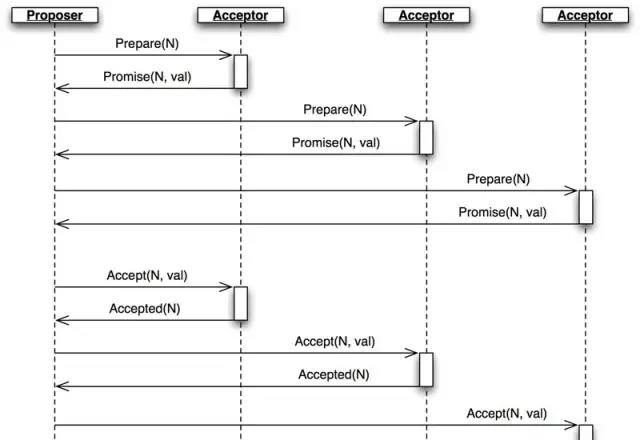 Proposer Acceptor Acceptor Acceptor
Prepare(N)
Promise(N, val)
Prepare(N)
Promise(N, val)
Prepare(N)
Promise(N, val)
Accept(N, val)
Accepted(N)
Accept(N, val)
Accepted(N)
Accept(N, val)